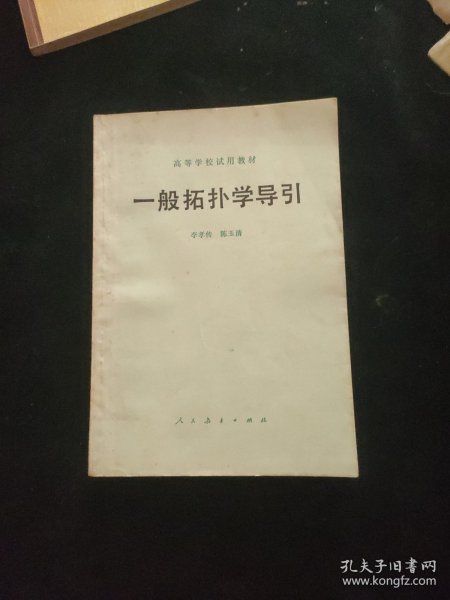 高等学校试用教材
一般拓扑学导引
李孝传 陈玉清
人民教育出版社
孔夫子旧书网
www.kongfz.com